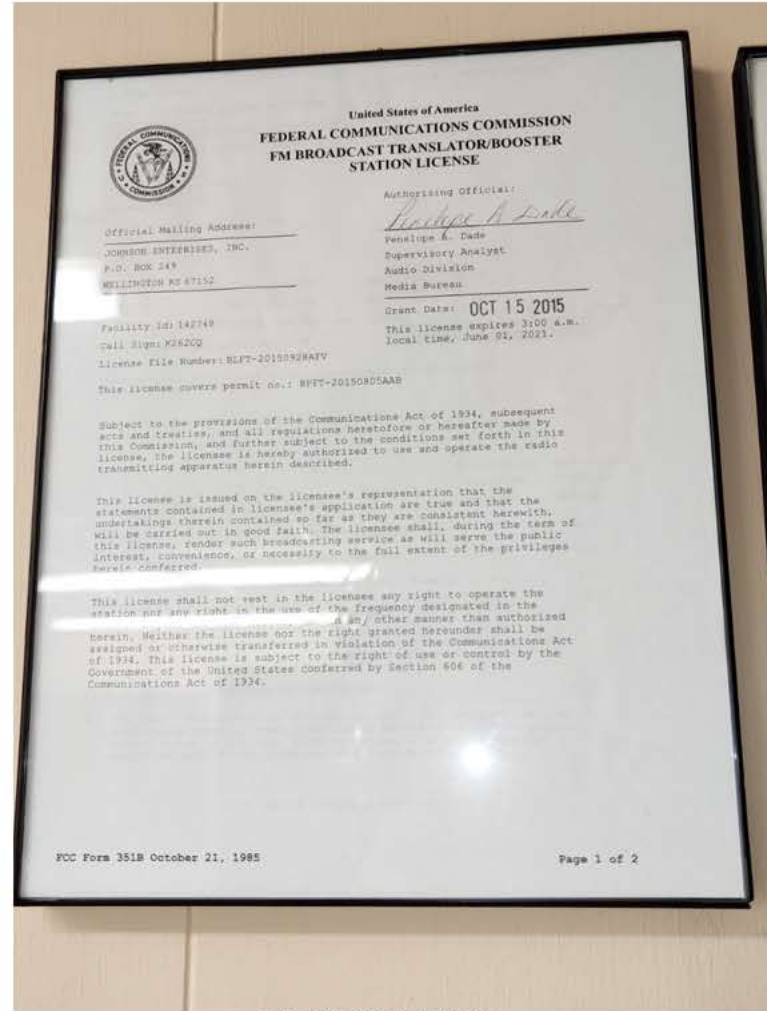 United States of America
FEDERAL COMMUNICATIONS COMMISSION
FM BROADCAST TRANSLATOR/BOOSTER
STATION LICENSE
FEDERAL COMMUNICATIONS COMMISSION
Authorizing Official:
Penelope A Dade
Official Mailing Address:
JOHNSON ENTEPRISES, INC.
P.O. BOX 249
WELLINGTON KS 67152
Penelope A. Dade
Supervisory Analyst
Audio Division
Media Bureau
Grant Date: OCT 15 2015
This license expires 3:00 a.m.
local time, June 01, 2021.
Facility Id: 142748
Call Sign: K262CQ
License File Number: BLFT-20150928AFV
This license covers permit no.: BPFT-20150805AAB
Subject to the provisions of the Communications Act of 1934, subsequent
acts and treaties, and all regulations heretofore or hereafter made by
this Commission, and further subject to the conditions set forth in this
license, the licensee is hereby authorized to use and operate the radio
transmitting apparatus herein described.
This license is issued on the licensee's representation that the
statements contained in licensee's application are true and that the
undertakings therein contained so far as they are consistent herewith,
will be carried out in good faith. The licensee shall, during the term of
this license, render such broadcasting service as will serve the public
interest, convenience, or necessity to the full extent of the privileges
herein conferred.
This license shall not vest in the licensee any right to operate the
station nor any right in the use of the frequency designated in the
any other manner than authorized
herein. Neither the license nor the right granted hereunder shall be
assigned or otherwise transferred in violation of the Communications Act
of 1934. This license is subject to the right of use or control by the
Government of the United States conferred by Section 606 of the
Communications Act of 1934.
FCC Form 351B October 21, 1985
Page 1 of 2